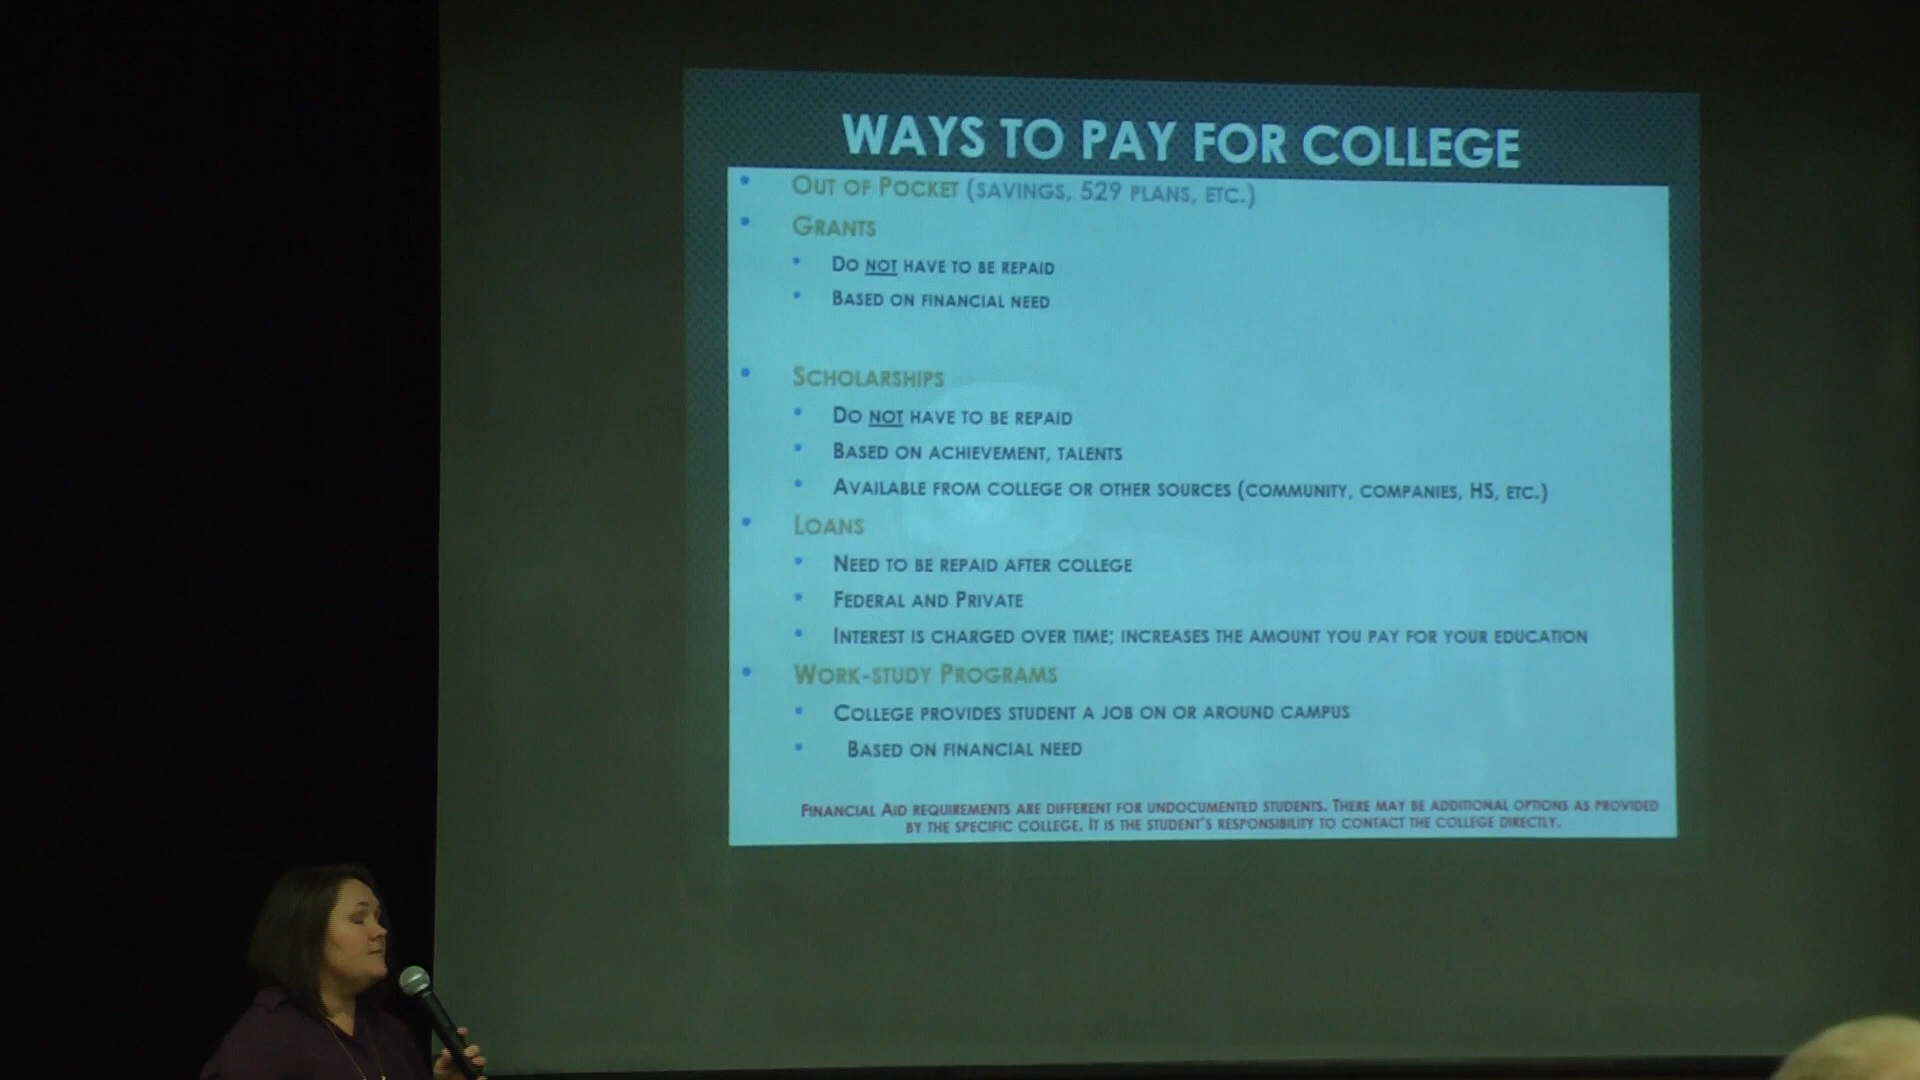 WAYS TO PAY FOR COLLEGE
• OUT OF POCKET (SAVINGS, 529 PLANS, ETC.)
• GRANTS
• DO NOT HAVE TO BE REPAID
• BASED ON FINANCIAL NEED
• SCHOLARSHIPS
• DO NOT HAVE TO BE REPAID
• BASED ON ACHIEVEMENT, TALENTS
• AVAILABLE FROM COLLEGE OR OTHER SOURCES (COMMUNITY, COMPANIES, HS, ETC.)
• LOANS
• NEED TO BE REPAID AFTER COLLEGE
• FEDERAL AND PRIVATE
• INTEREST IS CHARGED OVER TIME; INCREASES THE AMOUNT YOU PAY FOR YOUR EDUCATION
• WORK-STUDY PROGRAMS
• COLLEGE PROVIDES STUDENT A JOB ON OR AROUND CAMPUS
• BASED ON FINANCIAL NEED
FINANCIAL AID REQUIREMENTS ARE DIFFERENT FOR UNDOCUMENTED STUDENTS. THERE MAY BE ADDITIONAL OPTIONS AS PROVIDED
BY THE SPECIFIC COLLEGE. IT IS THE STUDENT'S RESPONSIBILITY TO CONTACT THE COLLEGE DIRECTLY.